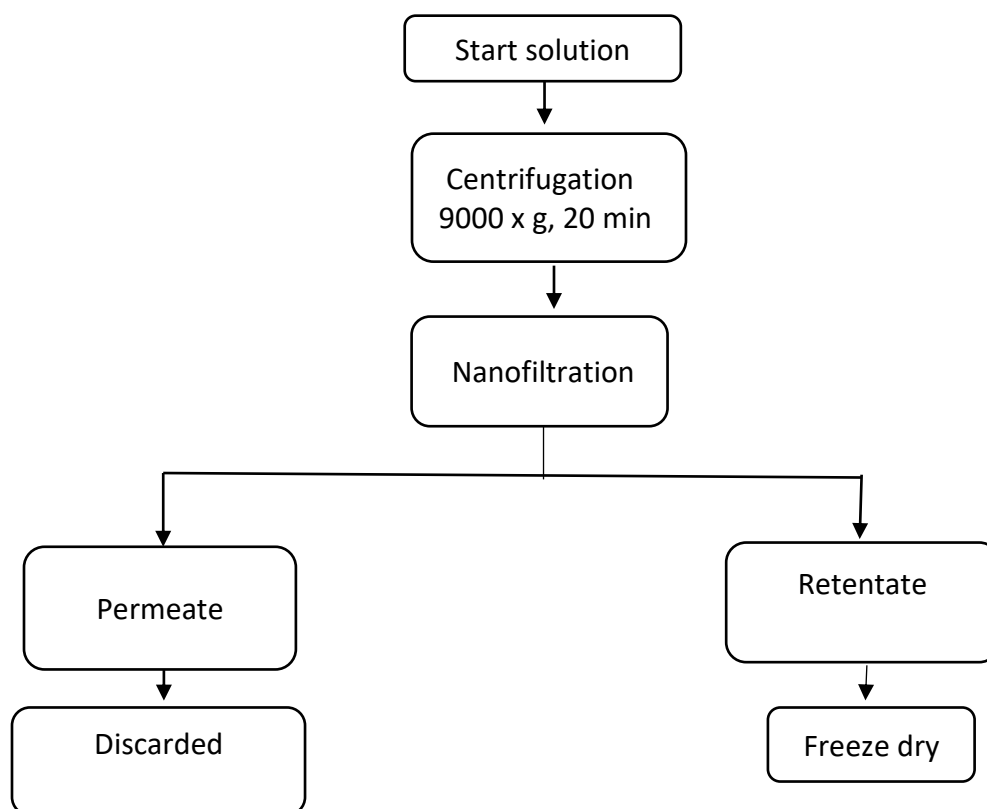 Start solution
Centrifugation
9000 x g, 20 min
Nanofiltration
Permeate
Retentate
Discarded
Freeze dry